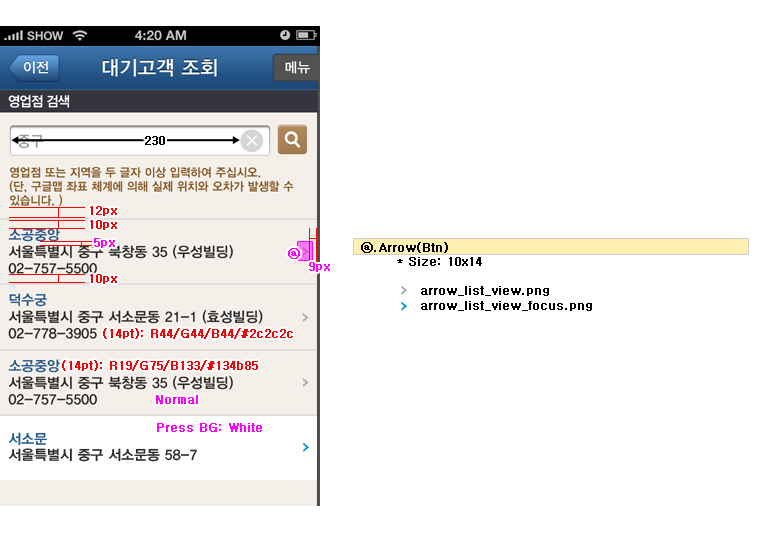 SHOW 4:20 AM
이전 대기고객 조회 메뉴
영업점 검색
중구 230
영업점 또는 지역을 두 글자 이상 입력하여 주십시오.
(단, 구글맵 좌표 체계에 의해 실제 위치와 오차가 발생할 수
있습니다. )
12px
10px
소공중앙
5px
서울특별시 중구 북창동 35 (우성빌딩)
ⓐ
02-757-5500
9px
10px
덕수궁
서울특별시 중구 서소문동 21-1 (효성빌딩)
02-778-3905 (14pt): R44/G44/B44/#2c2c2c
소공중앙(14pt): R19/G75/B133/#134b85
서울특별시 중구 북창동 35 (우성빌딩)
02-757-5500 Normal
Press BG: White
서소문
서울특별시 중구 서소문동 58-7
ⓐ.Arrow(Btn)
* Size: 10x14
arrow_list_view.png
arrow_list_view_focus.png